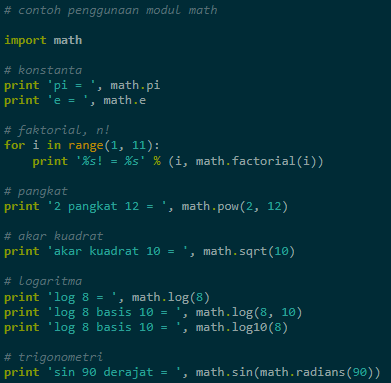 # contoh penggunaan modul math
import math
# konstanta
print 'pi = ', math.pi
print 'e = ', math.e
# faktorial, n!
for i in range(1, 11):
    print '%s! = %s' % (i, math.factorial(i))
# pangkat
print '2 pangkat 12 = ', math.pow(2, 12)
# akar kuadrat
print 'akar kuadrat 10 = ', math.sqrt(10)
# logaritma
print 'log 8 = ', math.log(8)
print 'log 8 basis 10 = ', math.log(8, 10)
print 'log 8 basis 10 = ', math.log10(8)
# trigonometri
print 'sin 90 derajat = ', math.sin(math.radians(90))